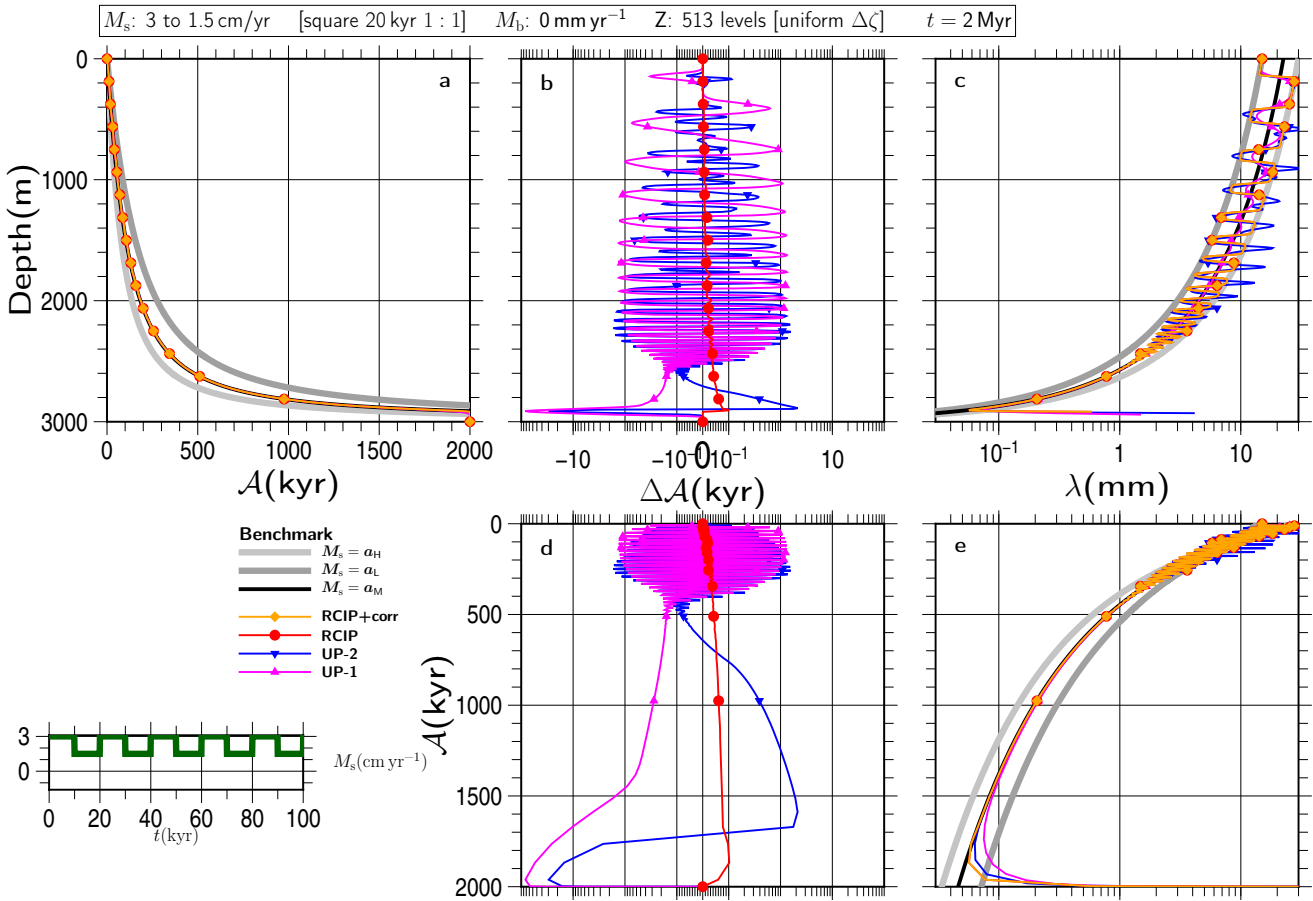 Mₛ: 3 to 1.5 cm/yr [square 20 kyr 1 : 1] M_b: 0 mm yr⁻¹ Z: 513 levels [uniform Δζ] t = 2 Myr
0
1000
2000
3000
Depth(m)
a
0 500 1000 1500 2000
𝒜(kyr)
b
−10 −10⁻¹ 0 10⁻¹ 10
Δ𝒜(kyr)
c
10⁻¹ 1 10
λ(mm)
Benchmark
Mₛ = a_H
Mₛ = a_L
Mₛ = a_M
RCIP+corr
RCIP
UP-2
UP-1
3
0
Mₛ(cm yr⁻¹)
0 20 40 60 80 100
t(kyr)
0
500
1000
1500
2000
𝒜(kyr)
d
e